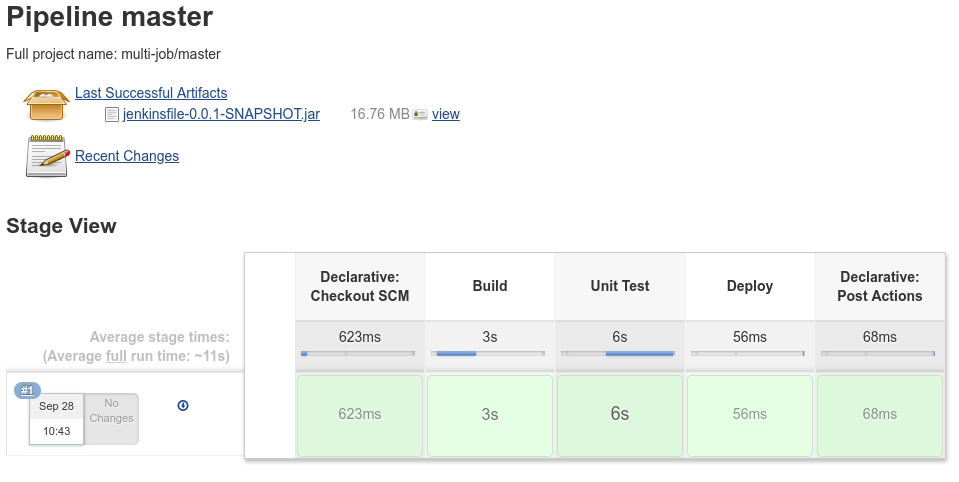 Pipeline master
Full project name: multi-job/master
Last Successful Artifacts
jenkinsfile-0.0.1-SNAPSHOT.jar 16.76 MB view
Recent Changes
Stage View
Declarative: Checkout SCM
Build
Unit Test
Deploy
Declarative: Post Actions
Average stage times:
(Average full run time: ~11s)
623ms 3s 6s 56ms 68ms
#1
Sep 28
10:43
No Changes
623ms 3s 6s 56ms 68ms